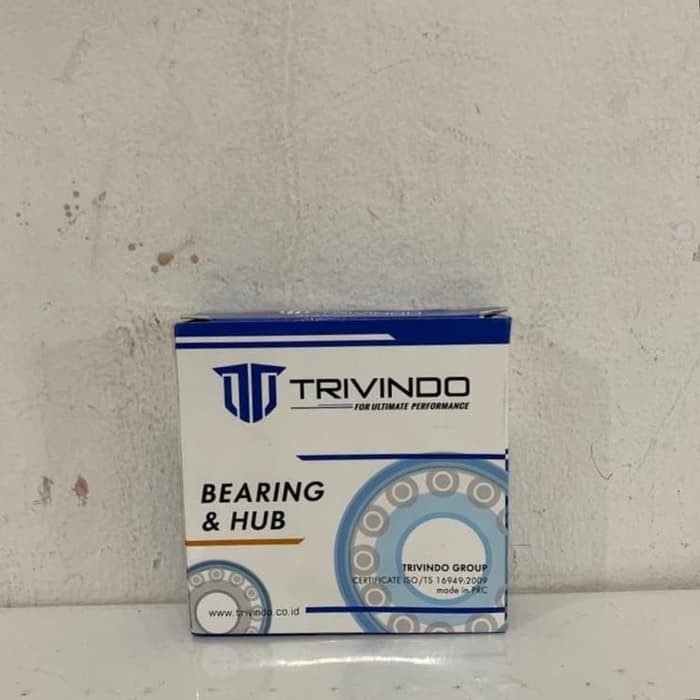 TRIVINDO
TRIVINDO
FOR ULTIMATE PERFORMANCE
BEARING
& HUB
TRIVINDO GROUP
CERTIFICATE ISO/TS 16949:2009
made in PRC
www.trivindo.co.id